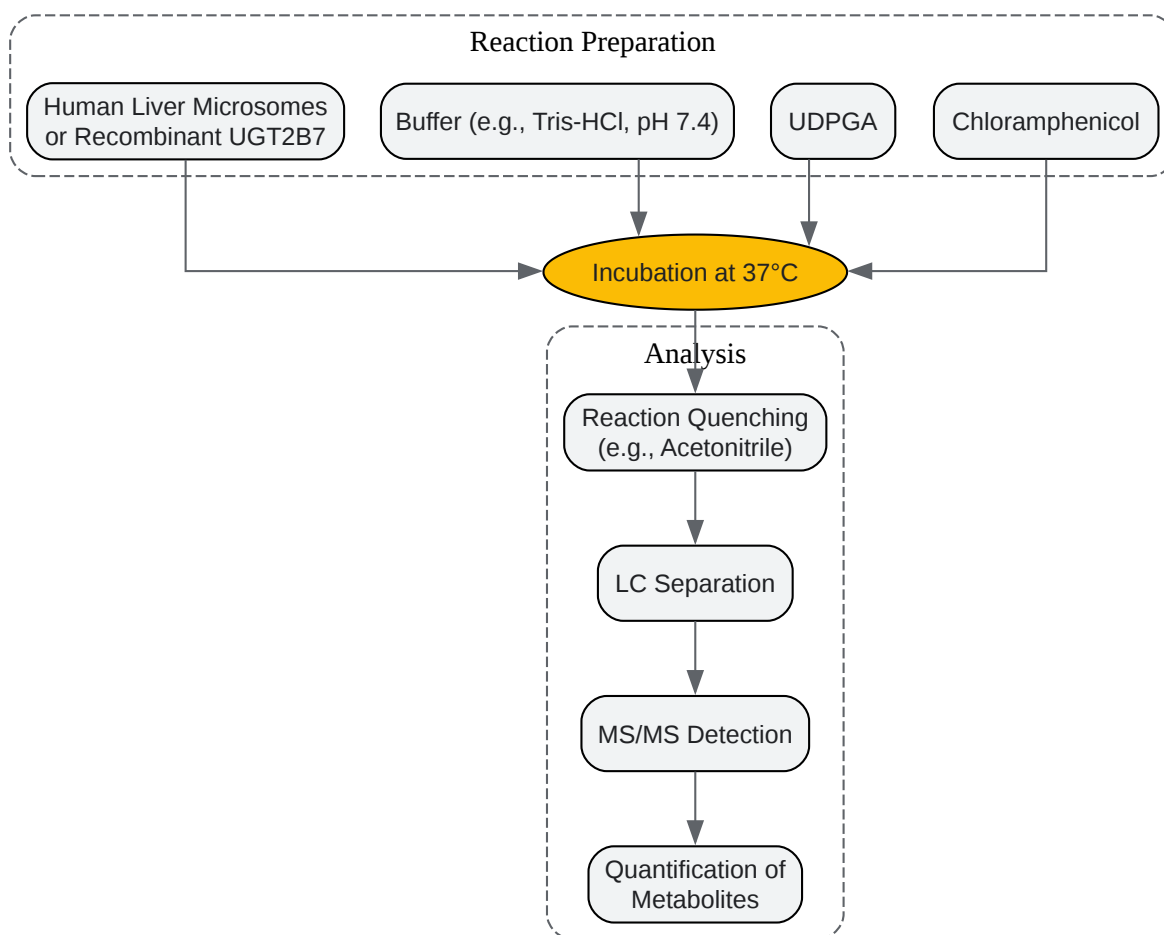 Reaction Preparation
Human Liver Microsomes
or Recombinant UGT2B7
Buffer (e.g., Tris-HCl, pH 7.4)
UDPGA
Chloramphenicol
Incubation at 37°C
Analysis
Reaction Quenching
(e.g., Acetonitrile)
LC Separation
MS/MS Detection
Quantification of
Metabolites